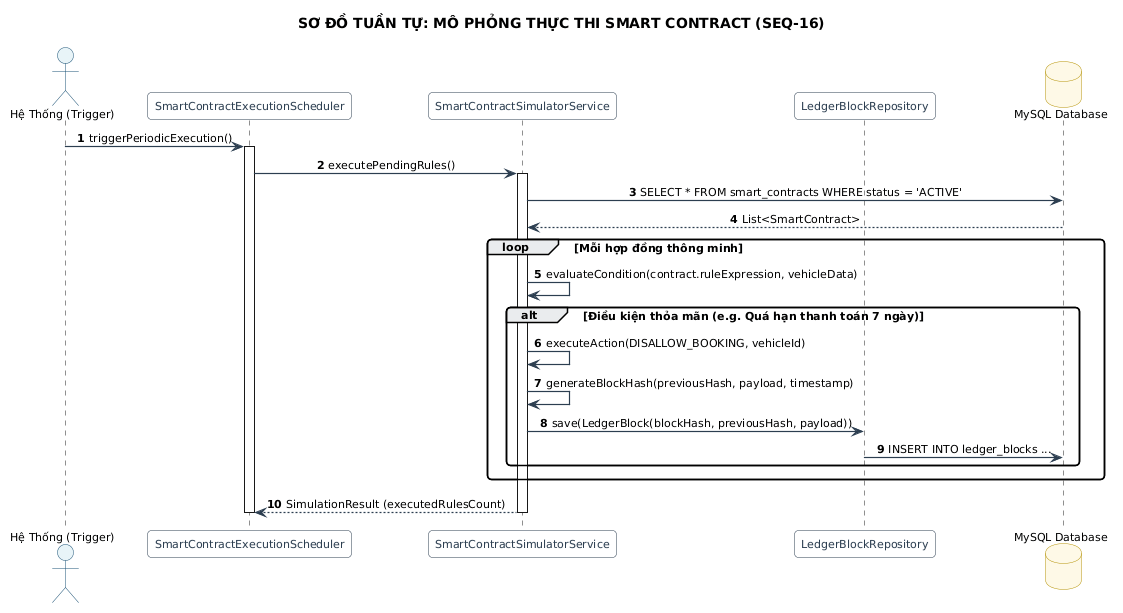 SƠ ĐỒ TUẦN TỰ: MÔ PHỎNG THỰC THI SMART CONTRACT (SEQ-16)
Hệ Thống (Trigger)
SmartContractExecutionScheduler
SmartContractSimulatorService
LedgerBlockRepository
MySQL Database
1 triggerPeriodicExecution()
2 executePendingRules()
3 SELECT * FROM smart_contracts WHERE status = 'ACTIVE'
4 List<SmartContract>
loop [Mỗi hợp đồng thông minh]
5 evaluateCondition(contract.ruleExpression, vehicleData)
alt [Điều kiện thỏa mãn (e.g. Quá hạn thanh toán 7 ngày)]
6 executeAction(DISALLOW_BOOKING, vehicleId)
7 generateBlockHash(previousHash, payload, timestamp)
8 save(LedgerBlock(blockHash, previousHash, payload))
9 INSERT INTO ledger_blocks ...
10 SimulationResult (executedRulesCount)
Hệ Thống (Trigger)
SmartContractExecutionScheduler
SmartContractSimulatorService
LedgerBlockRepository
MySQL Database